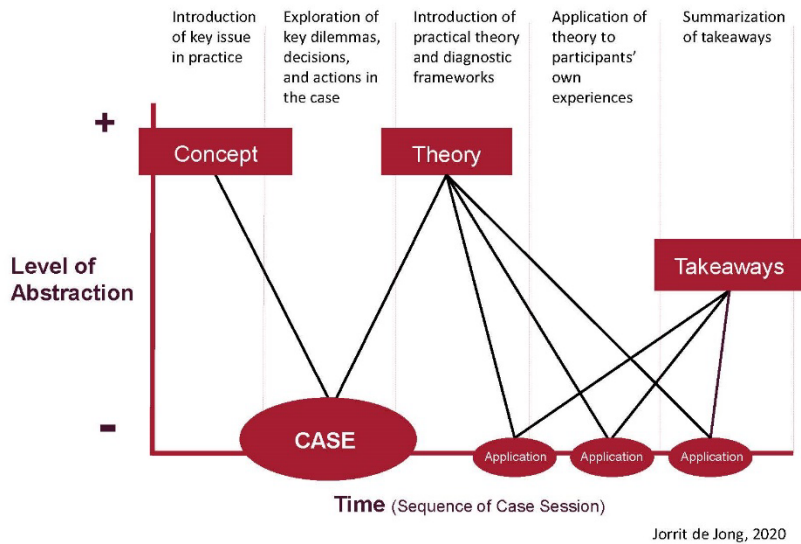 Introduction
of key issue
in practice
Exploration of
key dilemmas,
decisions,
and actions in
the case
Introduction of
practical theory
and diagnostic
frameworks
Application of
theory to
participants'
own
experiences
Summarization
of takeaways
+
Concept
Theory
Level of
Abstraction
Takeaways
-
CASE
Application
Application
Application
Time (Sequence of Case Session)
Jorrit de Jong, 2020